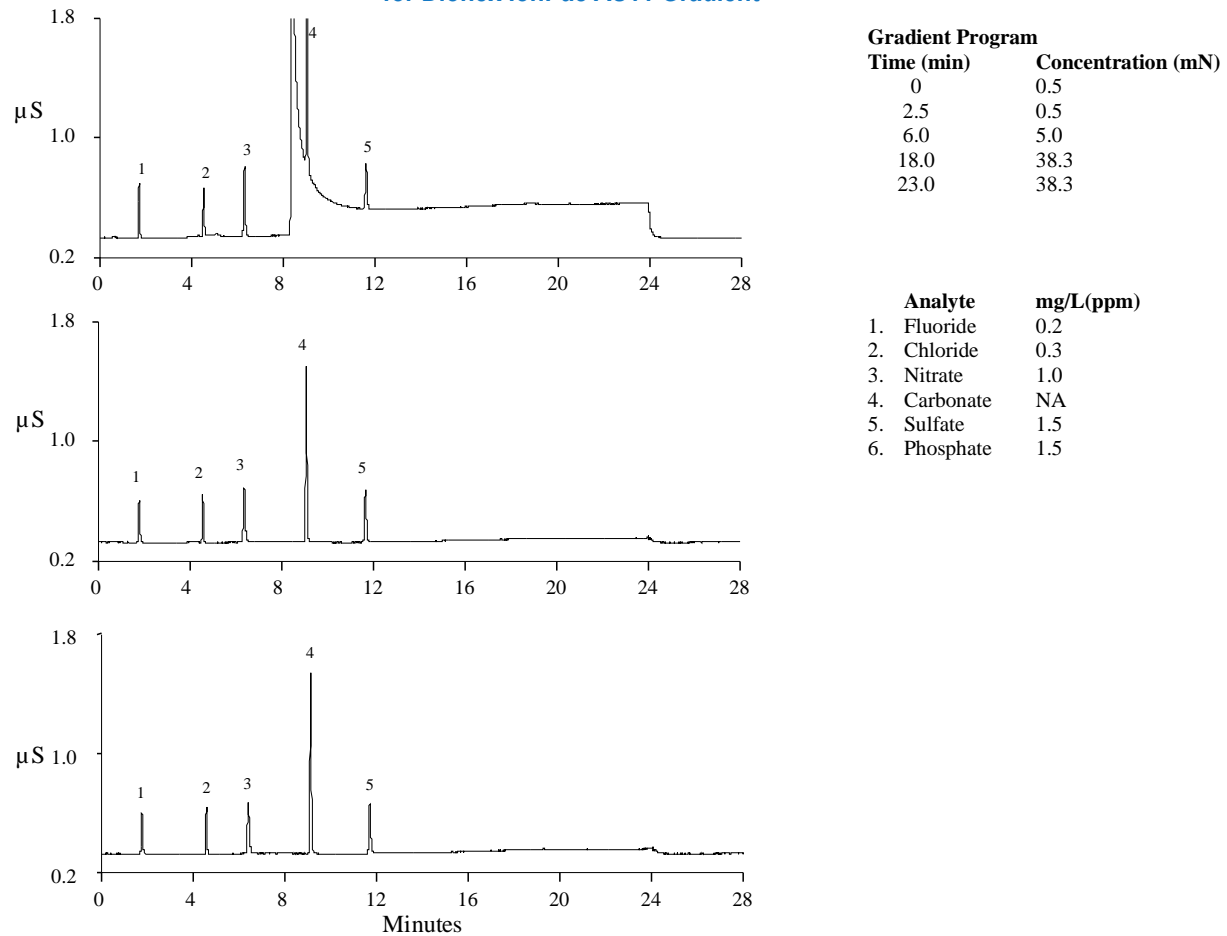 for Dionex IonPac Gradient
1.8
µS
1.0
0.2
1
2
3
4
5
0 4 8 12 16 20 24 28
1.8
µS
1.0
0.2
1
2
3
4
5
0 4 8 12 16 20 24 28
1.8
µS
1.0
0.2
1
2
3
4
5
0 4 8 12 16 20 24 28
Minutes
Gradient Program
Time (min) Concentration (mN)
0 0.5
2.5 0.5
6.0 5.0
18.0 38.3
23.0 38.3
Analyte mg/L(ppm)
1. Fluoride 0.2
2. Chloride 0.3
3. Nitrate 1.0
4. Carbonate NA
5. Sulfate 1.5
6. Phosphate 1.5